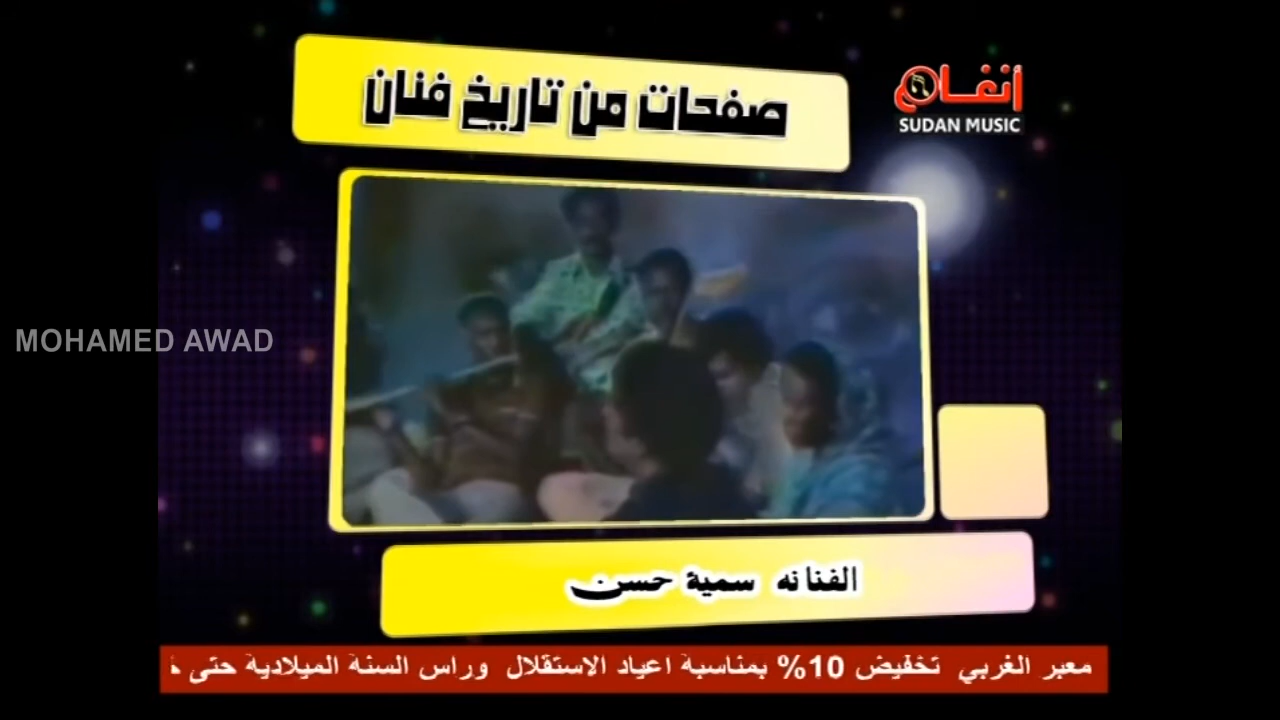 صفحات من تاريخ فنان
أنغام
SUDAN MUSIC
MOHAMED AWAD
الفنانه سمية حسن
معبر الغربي تخفيض 10% بمناسبة اعياد الاستقلال وراس السنة الميلادية حتى